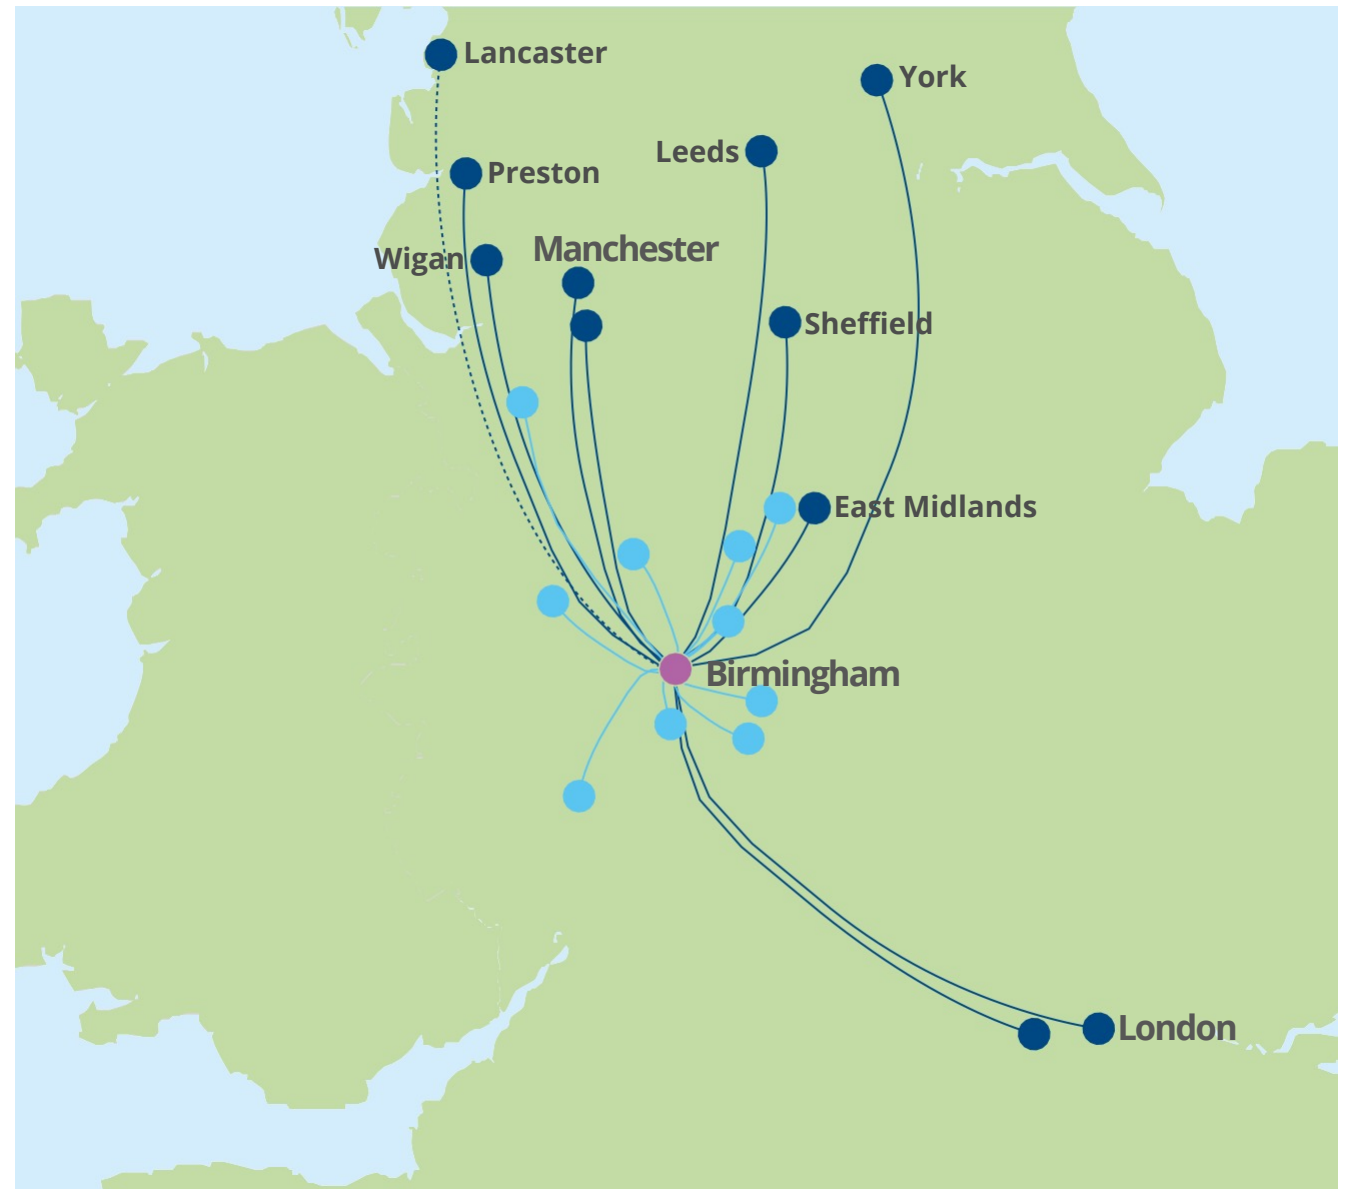 Lancaster
York
Leeds
Preston
Manchester
Wigan
Sheffield
East Midlands
Birmingham
London